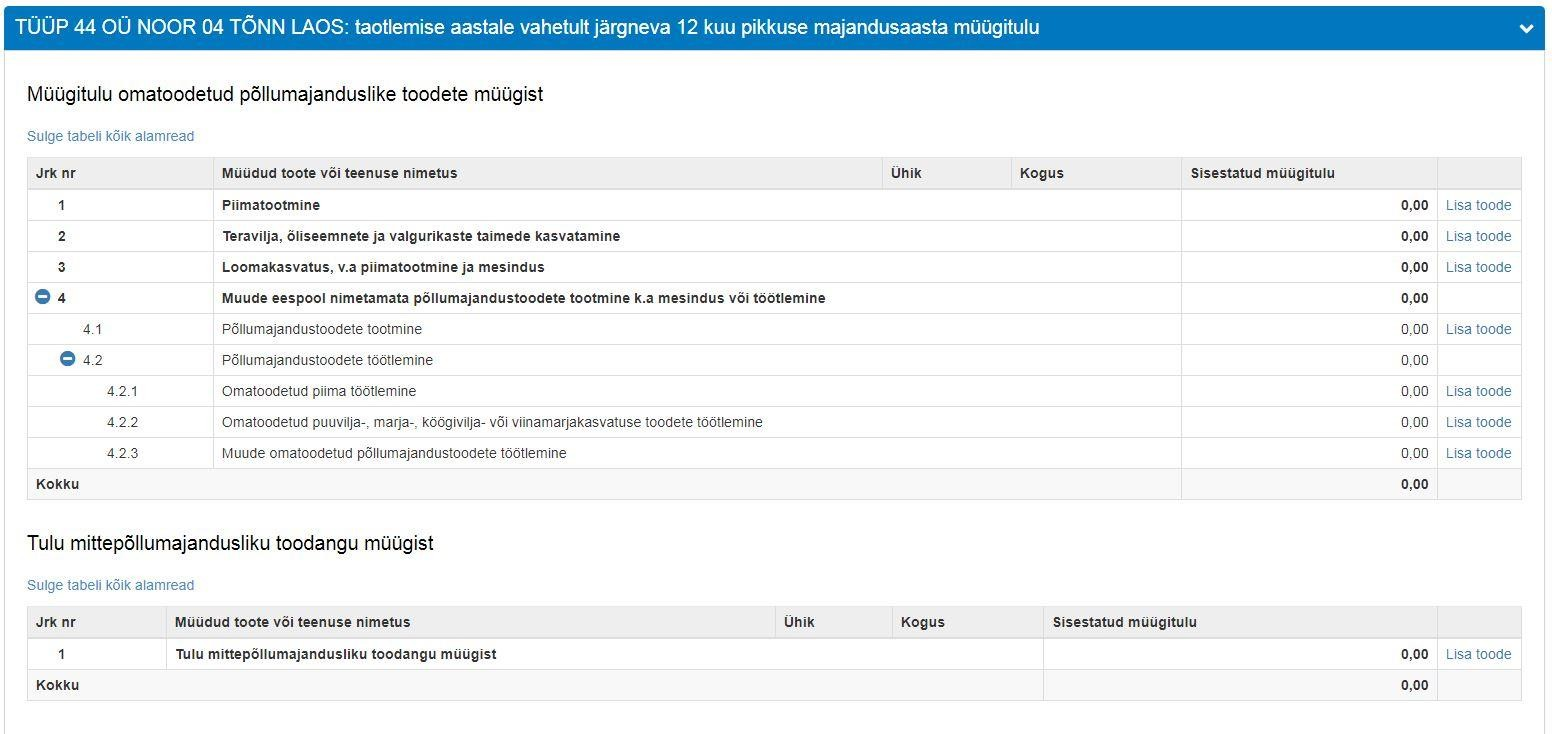 TÜÜP 44 OÜ NOOR 04 TÕNN LAOS: taotlemise aastale vahetult järgneva 12 kuu pikkuse majandusaasta müügitulu
Müügitulu omatoodetud põllumajanduslike toodete müügist
Sulge tabeli kõik alamread
Jrk nr Müüdud toote või teenuse nimetus Ühik Kogus Sisestatud müügitulu
1 Piimatootmine 0,00 Lisa toode
2 Teravilja, õliseemnete ja valgurikaste taimede kasvatamine 0,00 Lisa toode
3 Loomakasvatus, v.a piimatootmine ja mesindus 0,00 Lisa toode
4 Muude eespool nimetamata põllumajandustoodete tootmine k.a mesindus või töötlemine 0,00
4.1 Põllumajandustoodete tootmine 0,00 Lisa toode
4.2 Põllumajandustoodete töötlemine 0,00
4.2.1 Omatoodetud piima töötlemine 0,00 Lisa toode
4.2.2 Omatoodetud puuvilja-, marja-, köögivilja- või viinamarjakasvatuse toodete töötlemine 0,00 Lisa toode
4.2.3 Muude omatoodetud põllumajandustoodete töötlemine 0,00 Lisa toode
Kokku 0,00
Tulu mittepõllumajandusliku toodangu müügist
Sulge tabeli kõik alamread
Jrk nr Müüdud toote või teenuse nimetus Ühik Kogus Sisestatud müügitulu
1 Tulu mittepõllumajandusliku toodangu müügist 0,00 Lisa toode
Kokku 0,00